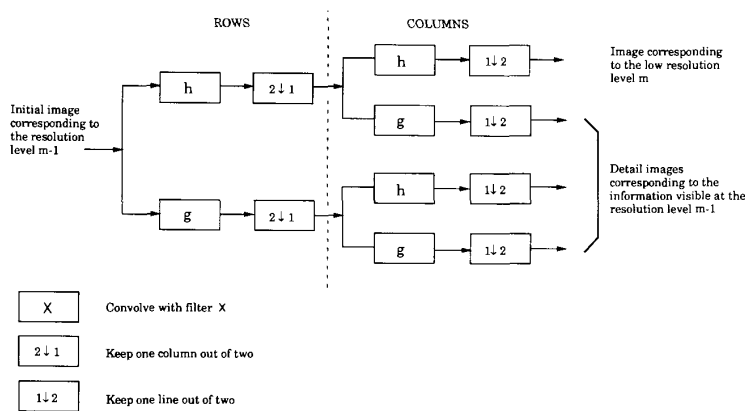 ROWS
COLUMNS
h
2↓1
h
1↓2
Image corresponding
to the low resolution
level m
Initial image
corresponding to
the resolution
level m-1
g
1↓2
g
2↓1
h
1↓2
Detail images
corresponding to the
information visible at the
resolution level m-1
g
1↓2
X
Convolve with filter X
2↓1
Keep one column out of two
1↓2
Keep one line out of two